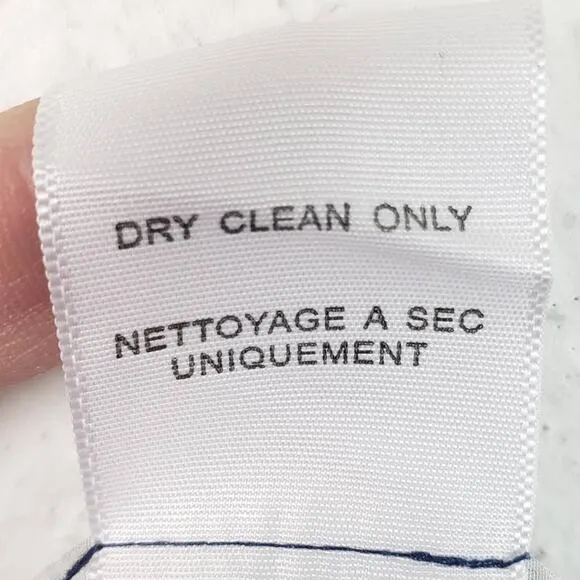 DRY CLEAN ONLY
NETTOYAGE A SEC
UNIQUEMENT